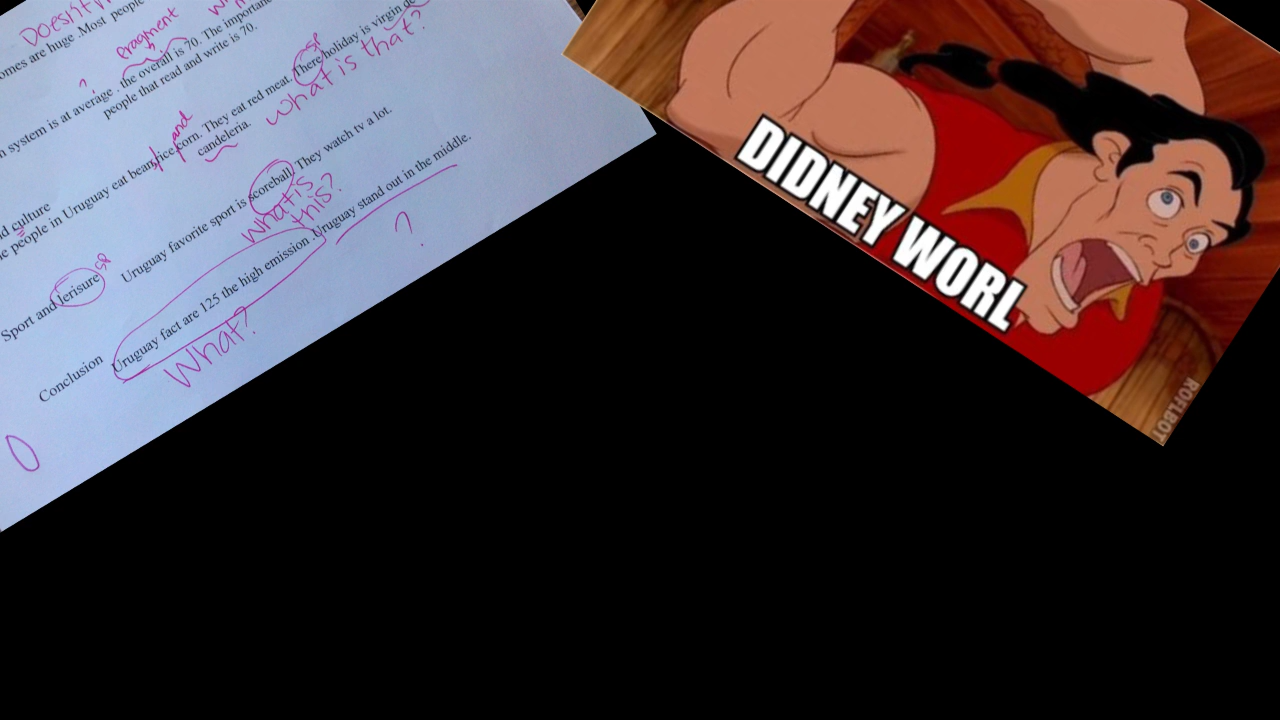 Doesn't
omes are huge .Most people
fragment
?
n system is at average . the overall is 70. The importane
people that read and write is 70.
and
sp
d culture
e people in Uruguay eat bean,rice,corn. They eat red meat. There holiday is virgin de
candeleria.
what is that?
sp
Sport and lerisure
Uruguay favorite sport is scoreball They watch tv a lot.
what is this?
Conclusion
Uruguay fact are 125 the high emission .Uruguay stand out in the middle.
What?
?
0
DIDNEY WORL
ROFLBOT